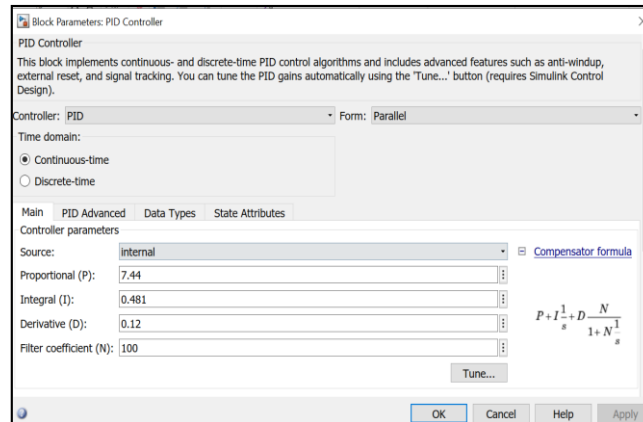 Block Parameters: PID Controller
PID Controller
This block implements continuous- and discrete-time PID control algorithms and includes advanced features such as anti-windup,
external reset, and signal tracking. You can tune the PID gains automatically using the 'Tune...' button (requires Simulink Control
Design).
Controller: PID Form: Parallel
Time domain:
Continuous-time
Discrete-time
Main PID Advanced Data Types State Attributes
Controller parameters
Source: internal Compensator formula
Proportional (P): 7.44
Integral (I): 0.481
Derivative (D): 0.12
Filter coefficient (N): 100
P+I 1/s +D N/(1+N 1/s)
Tune...
OK Cancel Help Apply